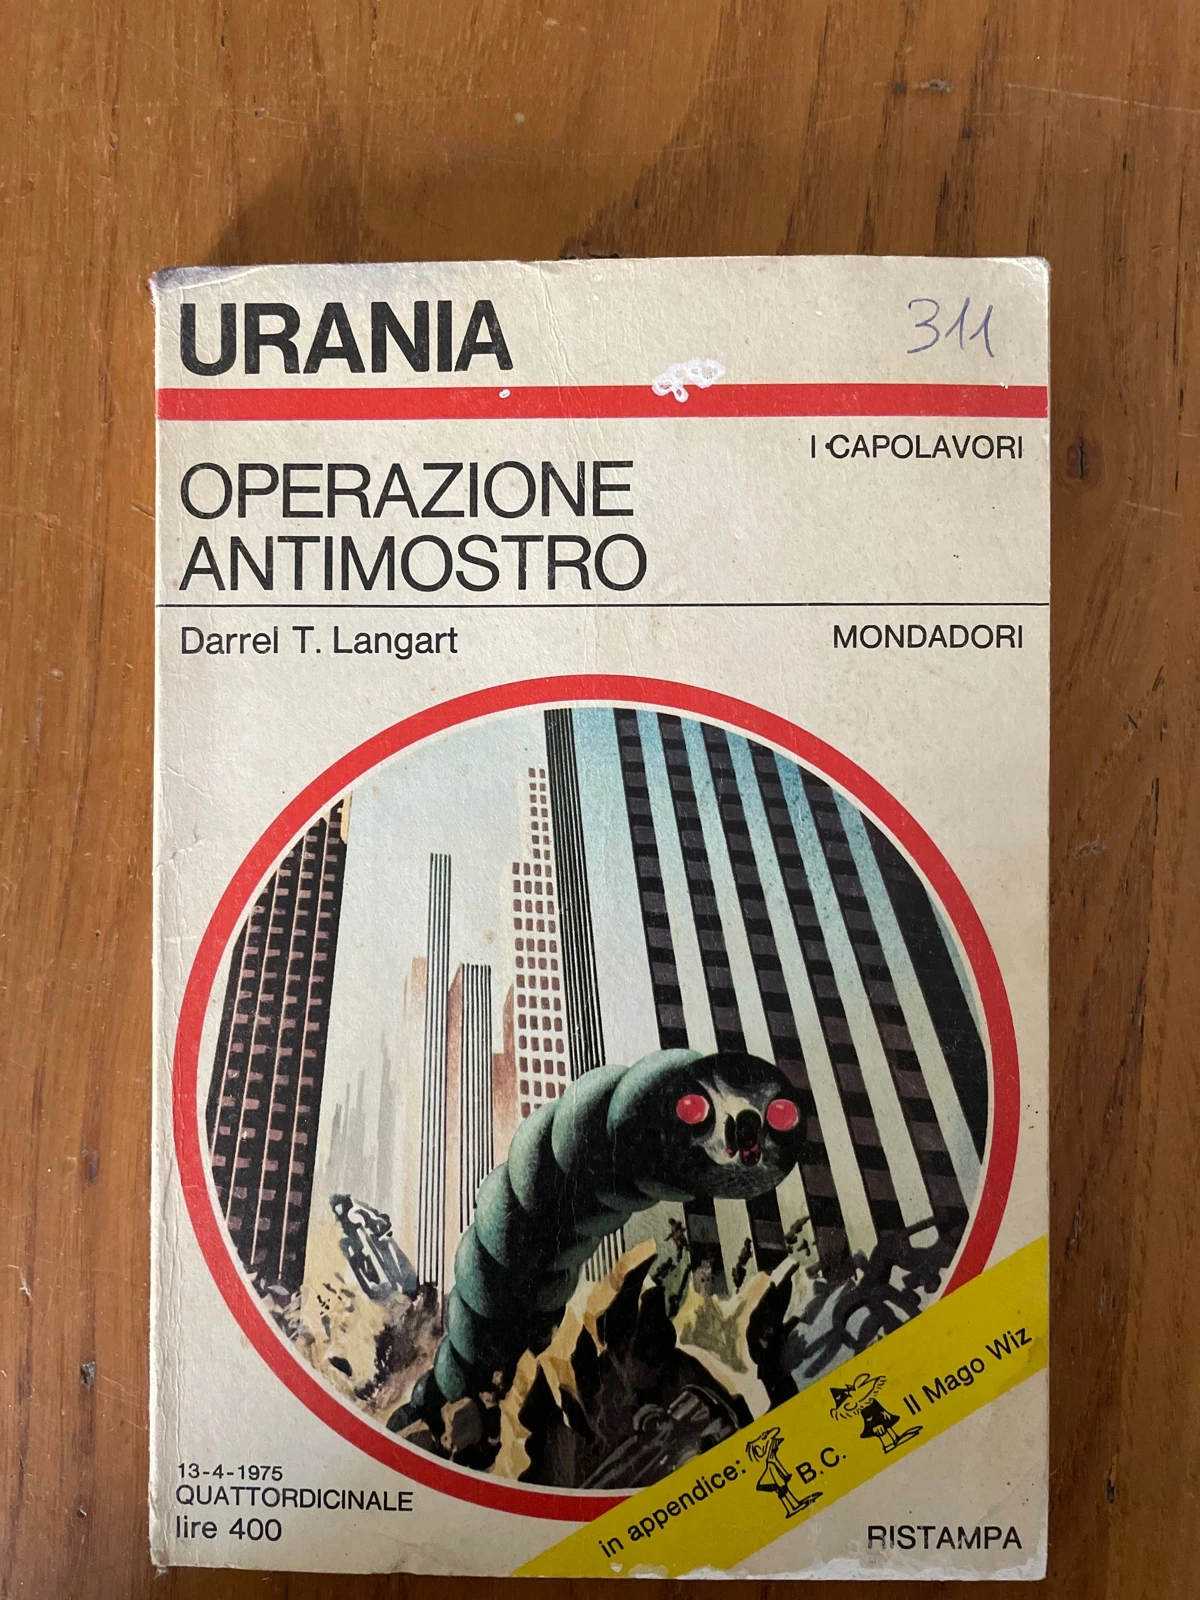 URANIA
311
I CAPOLAVORI
OPERAZIONE
ANTIMOSTRO
Darrel T. Langart
MONDADORI
13-4-1975
QUATTORDICINALE
lire 400
in appendice: B.C. Il Mago Wiz
RISTAMPA